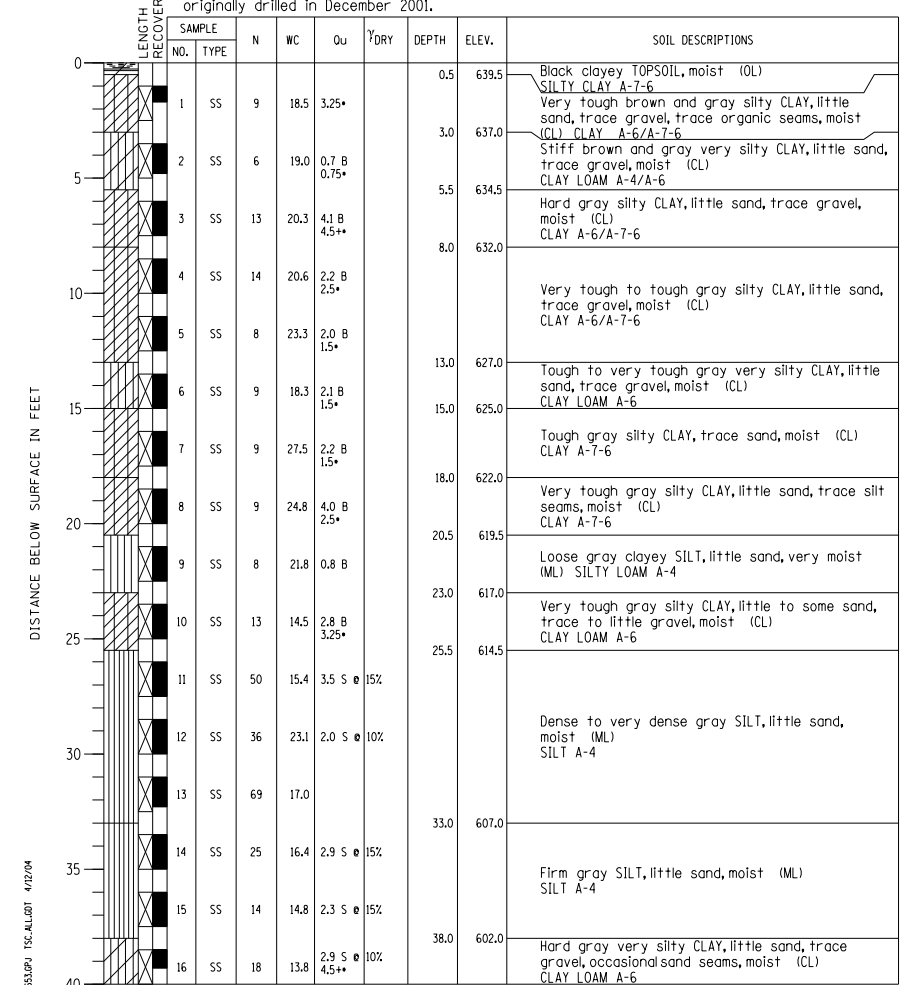 originally drilled in December 2001.
LENGTH
RECOVERY
SAMPLE
NO. TYPE
N
WC
Qu
γDRY
DEPTH
ELEV.
SOIL DESCRIPTIONS
DISTANCE BELOW SURFACE IN FEET
0
0.5 639.5 Black clayey TOPSOIL, moist (OL)
SILTY CLAY A-7-6
1 SS 9 18.5 3.25* Very tough brown and gray silty CLAY, little
sand, trace gravel, trace organic seams, moist
3.0 637.0 (CL) CLAY A-6/A-7-6
2 SS 6 19.0 0.7 B Stiff brown and gray very silty CLAY, little sand,
0.75* trace gravel, moist (CL)
5 CLAY LOAM A-4/A-6
5.5 634.5
3 SS 13 20.3 4.1 B Hard gray silty CLAY, little sand, trace gravel,
4.5+* moist (CL)
CLAY A-6/A-7-6
8.0 632.0
4 SS 14 20.6 2.2 B
2.5* Very tough to tough gray silty CLAY, little sand,
10 trace gravel, moist (CL)
CLAY A-6/A-7-6
5 SS 8 23.3 2.0 B
1.5*
13.0 627.0
6 SS 9 18.3 2.1 B Tough to very tough gray very silty CLAY, little
1.5* sand, trace gravel, moist (CL)
CLAY LOAM A-6
15 15.0 625.0
7 SS 9 27.5 2.2 B Tough gray silty CLAY, trace sand, moist (CL)
1.5* CLAY A-7-6
18.0 622.0
8 SS 9 24.8 4.0 B Very tough gray silty CLAY, little sand, trace silt
2.5* seams, moist (CL)
20 CLAY A-7-6
20.5 619.5
9 SS 8 21.8 0.8 B Loose gray clayey SILT, little sand, very moist
(ML) SILTY LOAM A-4
23.0 617.0
10 SS 13 14.5 2.8 B Very tough gray silty CLAY, little to some sand,
3.25* trace to little gravel, moist (CL)
25 CLAY LOAM A-6
25.5 614.5
11 SS 50 15.4 3.5 S @ 15%
12 SS 36 23.1 2.0 S @ 10% Dense to very dense gray SILT, little sand,
moist (ML)
30 SILT A-4
13 SS 69 17.0
33.0 607.0
14 SS 25 16.4 2.9 S @ 15%
35 Firm gray SILT, little sand, moist (ML)
SILT A-4
15 SS 14 14.8 2.3 S @ 15%
38.0 602.0
16 SS 18 13.8 2.9 S @ 10% Hard gray very silty CLAY, little sand, trace
4.5+* gravel, occasional sand seams, moist (CL)
40 CLAY LOAM A-6
53.GPJ TSC_ALL.GDT 4/12/04